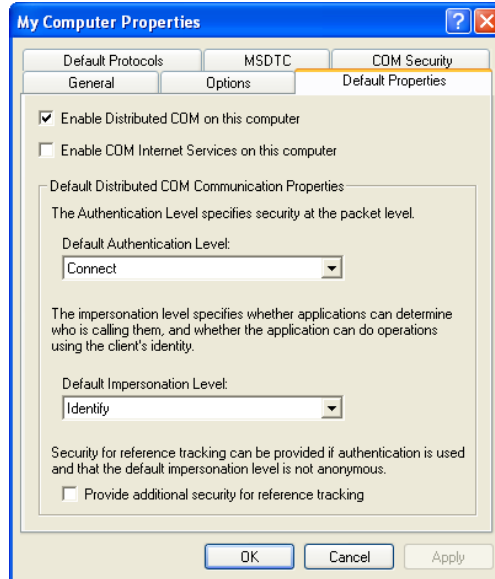 My Computer Properties
Default Protocols MSDTC COM Security
General Options Default Properties
Enable Distributed COM on this computer
Enable COM Internet Services on this computer
Default Distributed COM Communication Properties
The Authentication Level specifies security at the packet level.
Default Authentication Level:
Connect
The impersonation level specifies whether applications can determine
who is calling them, and whether the application can do operations
using the client's identity.
Default Impersonation Level:
Identify
Security for reference tracking can be provided if authentication is used
and that the default impersonation level is not anonymous.
Provide additional security for reference tracking
OK Cancel Apply